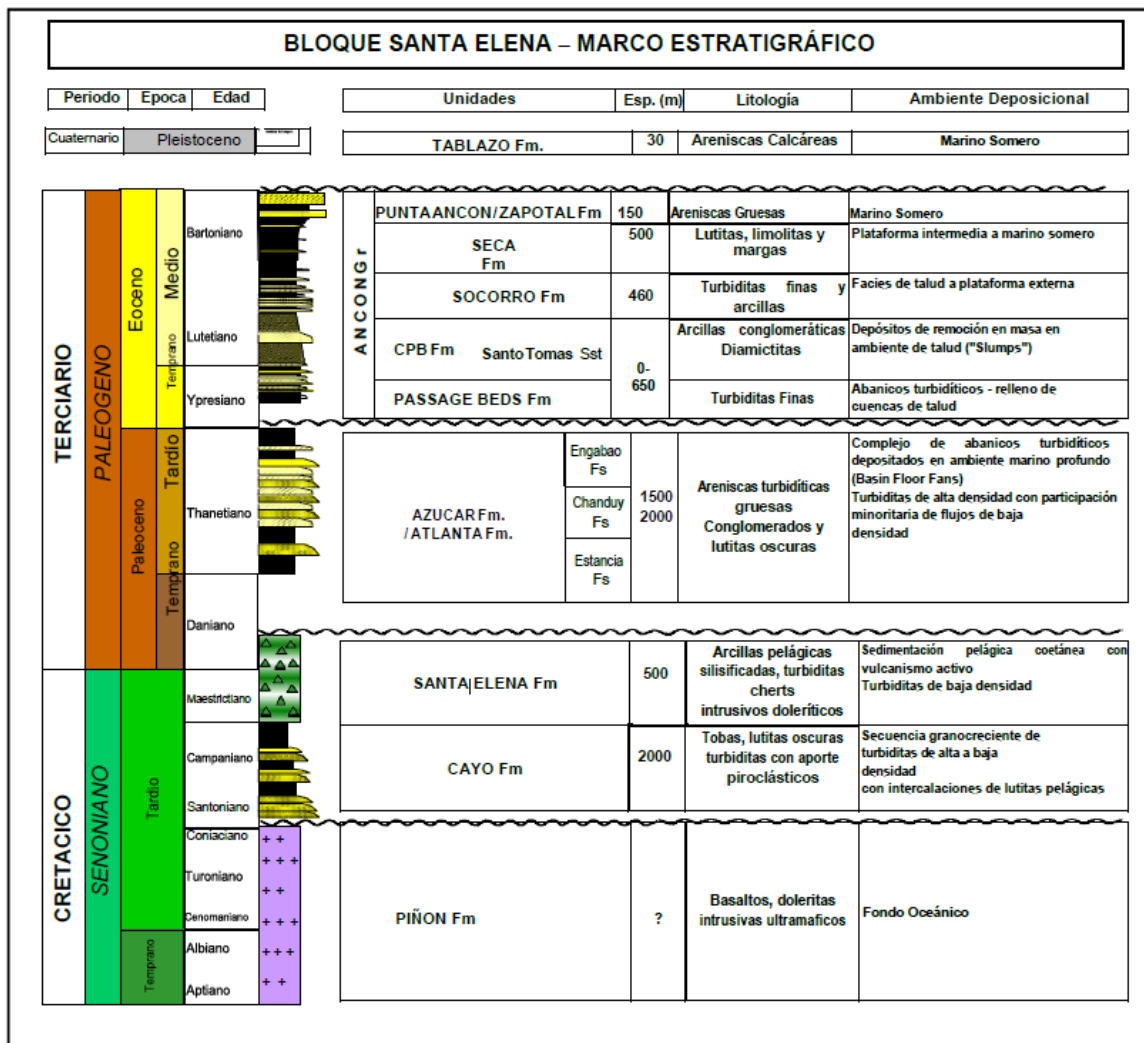 BLOQUE SANTA ELENA – MARCO ESTRATIGRÁFICO
Periodo Epoca Edad
Unidades Esp. (m) Litología Ambiente Deposicional
Cuaternario Pleistoceno
TABLAZO Fm. 30 Areniscas Calcáreas Marino Somero
TERCIARIO
PALEOGENO
Eoceno
Medio
Temprano
Bartoniano
Lutetiano
Ypresiano
Paleoceno
Tardío
Temprano
Thanetiano
Daniano
CRETACICO
SENONIANO
Tardío
Temprano
Maestrictiano
Campaniano
Santoniano
Coniaciano
Turoniano
Cenomaniano
Albiano
Aptiano
ANCON Gr
PUNTA ANCON/ZAPOTAL Fm 150 Areniscas Gruesas Marino Somero
SECA
Fm
500
Lutitas, limolitas y
margas
Plataforma intermedia a marino somero
SOCORRO Fm 460
Turbiditas finas y
arcillas
Facies de talud a plataforma externa
CPB Fm Santo Tomas Sst
Arcillas conglomeráticas
Diamictitas
Depósitos de remoción en masa en
ambiente de talud ("Slumps")
0-
650
PASSAGE BEDS Fm
Turbiditas Finas
Abanicos turbidíticos - relleno de
cuencas de talud
AZUCAR Fm.
/ATLANTA Fm.
Engabao
Fs
Chanduy
Fs
Estancia
Fs
1500
2000
Areniscas turbidíticas
gruesas
Conglomerados y
lutitas oscuras
Complejo de abanicos turbidíticos
depositados en ambiente marino profundo
(Basin Floor Fans)
Turbiditas de alta densidad con participación
minoritaria de flujos de baja
densidad
SANTA ELENA Fm
500
Arcillas pelágicas
silisificadas, turbiditas
cherts
intrusivos doleríticos
Sedimentación pelágica coetánea con
vulcanismo activo
Turbiditas de baja densidad
CAYO Fm
2000
Tobas, lutitas oscuras
turbiditas con aporte
piroclásticos
Secuencia granocreciente de
turbiditas de alta a baja
densidad
con intercalaciones de lutitas pelágicas
PIÑON Fm
?
Basaltos, doleritas
intrusivas ultramaficos
Fondo Oceánico